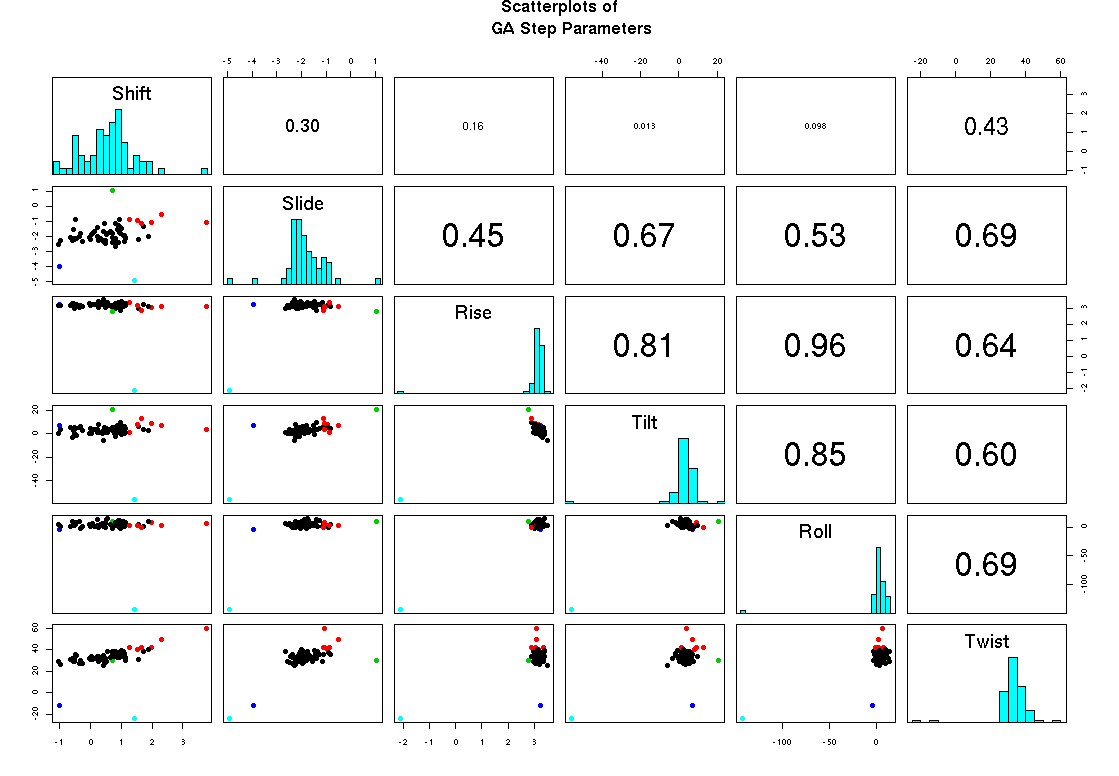 Scatterplots of
GA Step Parameters
-5 -4 -3 -2 -1 0 1
-40 0 20
-20 0 20 40 60
Shift
0.30
0.16
0.013
0.098
0.43
-1 0 1 2 3
-5 -4 -3 -2 -1 0 1
Slide
0.45
0.67
0.53
0.69
Rise
0.81
0.96
0.64
-2 -1 0 1 2 3
-40 -20 0 20
Tilt
0.85
0.60
Roll
0.69
-100 -50 0
-20 0 20 40 60
Twist
-1 0 1 2 3
-2 -1 0 1 2 3
-100 -50 0